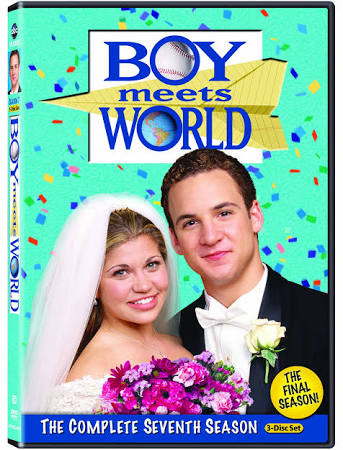 BOY
meets
WORLD
THE
FINAL
SEASON!
THE COMPLETE SEVENTH SEASON
3-Disc Set
BOY meets WORLD